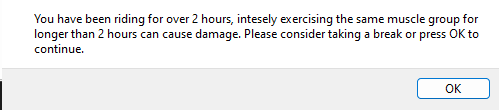 You have been riding for over 2 hours, intesely exercising the same muscle group for
longer than 2 hours can cause damage. Please consider taking a break or press OK to
continue.
OK